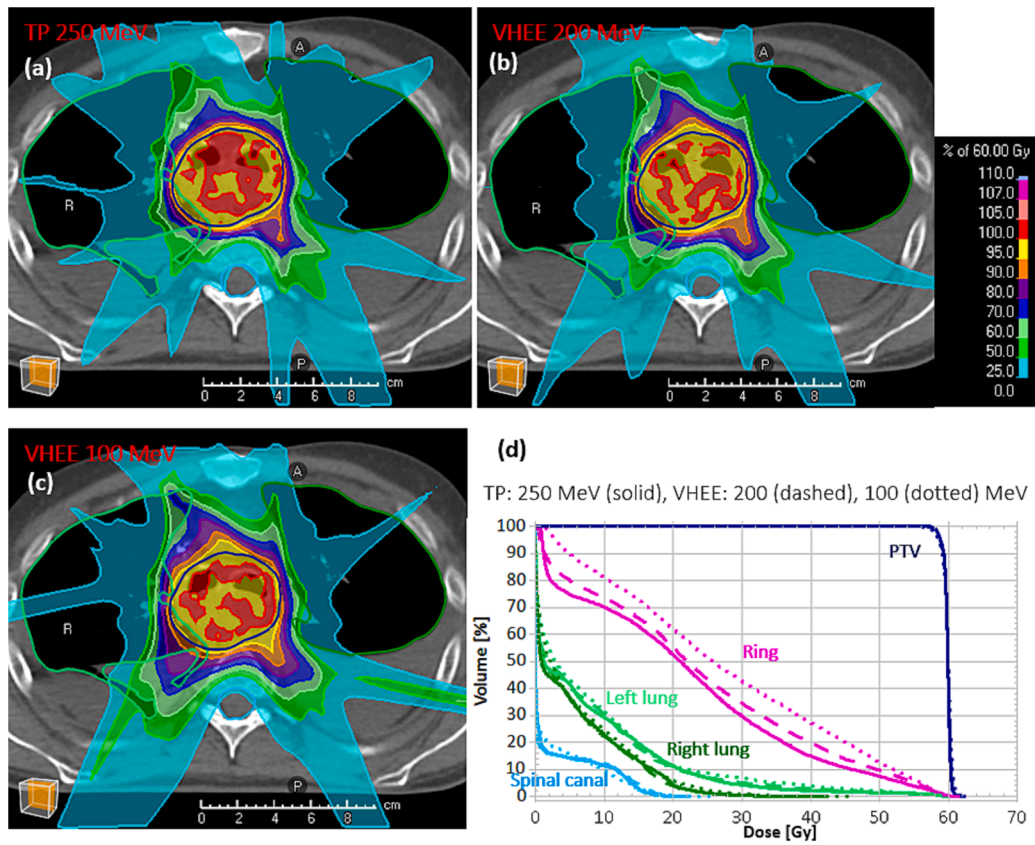 TP 250 MeV
(a)
A
R
P
cm
0 2 4 6 8
VHEE 200 MeV
(b)
A
R
P
cm
0 2 4 6 8
% of 60.00 Gy
110.0
107.0
105.0
100.0
95.0
90.0
80.0
70.0
60.0
50.0
25.0
0.0
VHEE 100 MeV
(c)
A
R
P
cm
0 2 4 6 8
(d)
TP: 250 MeV (solid), VHEE: 200 (dashed), 100 (dotted) MeV
100
90
80
70
60
50
40
30
20
10
0
Volume [%]
PTV
Ring
Left lung
Right lung
Spinal canal
0 10 20 30 40 50 60 70
Dose [Gy]